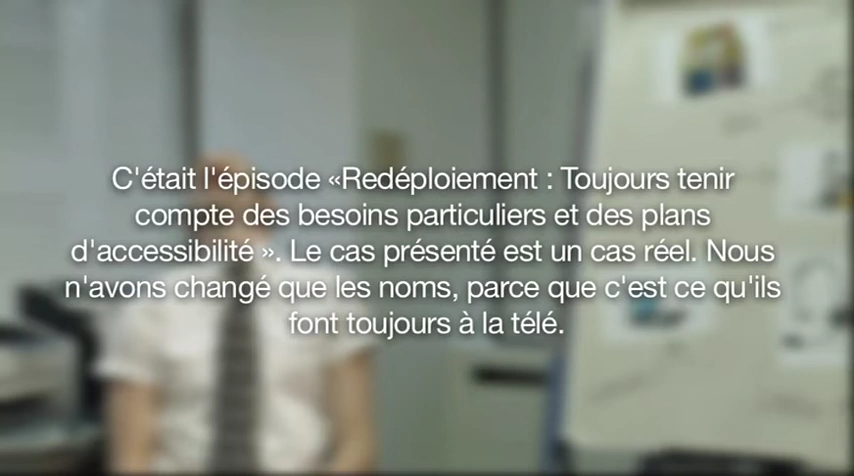 C'était l'épisode «Redéploiement : Toujours tenir
compte des besoins particuliers et des plans
d'accessibilité ». Le cas présenté est un cas réel. Nous
n'avons changé que les noms, parce que c'est ce qu'ils
font toujours à la télé.